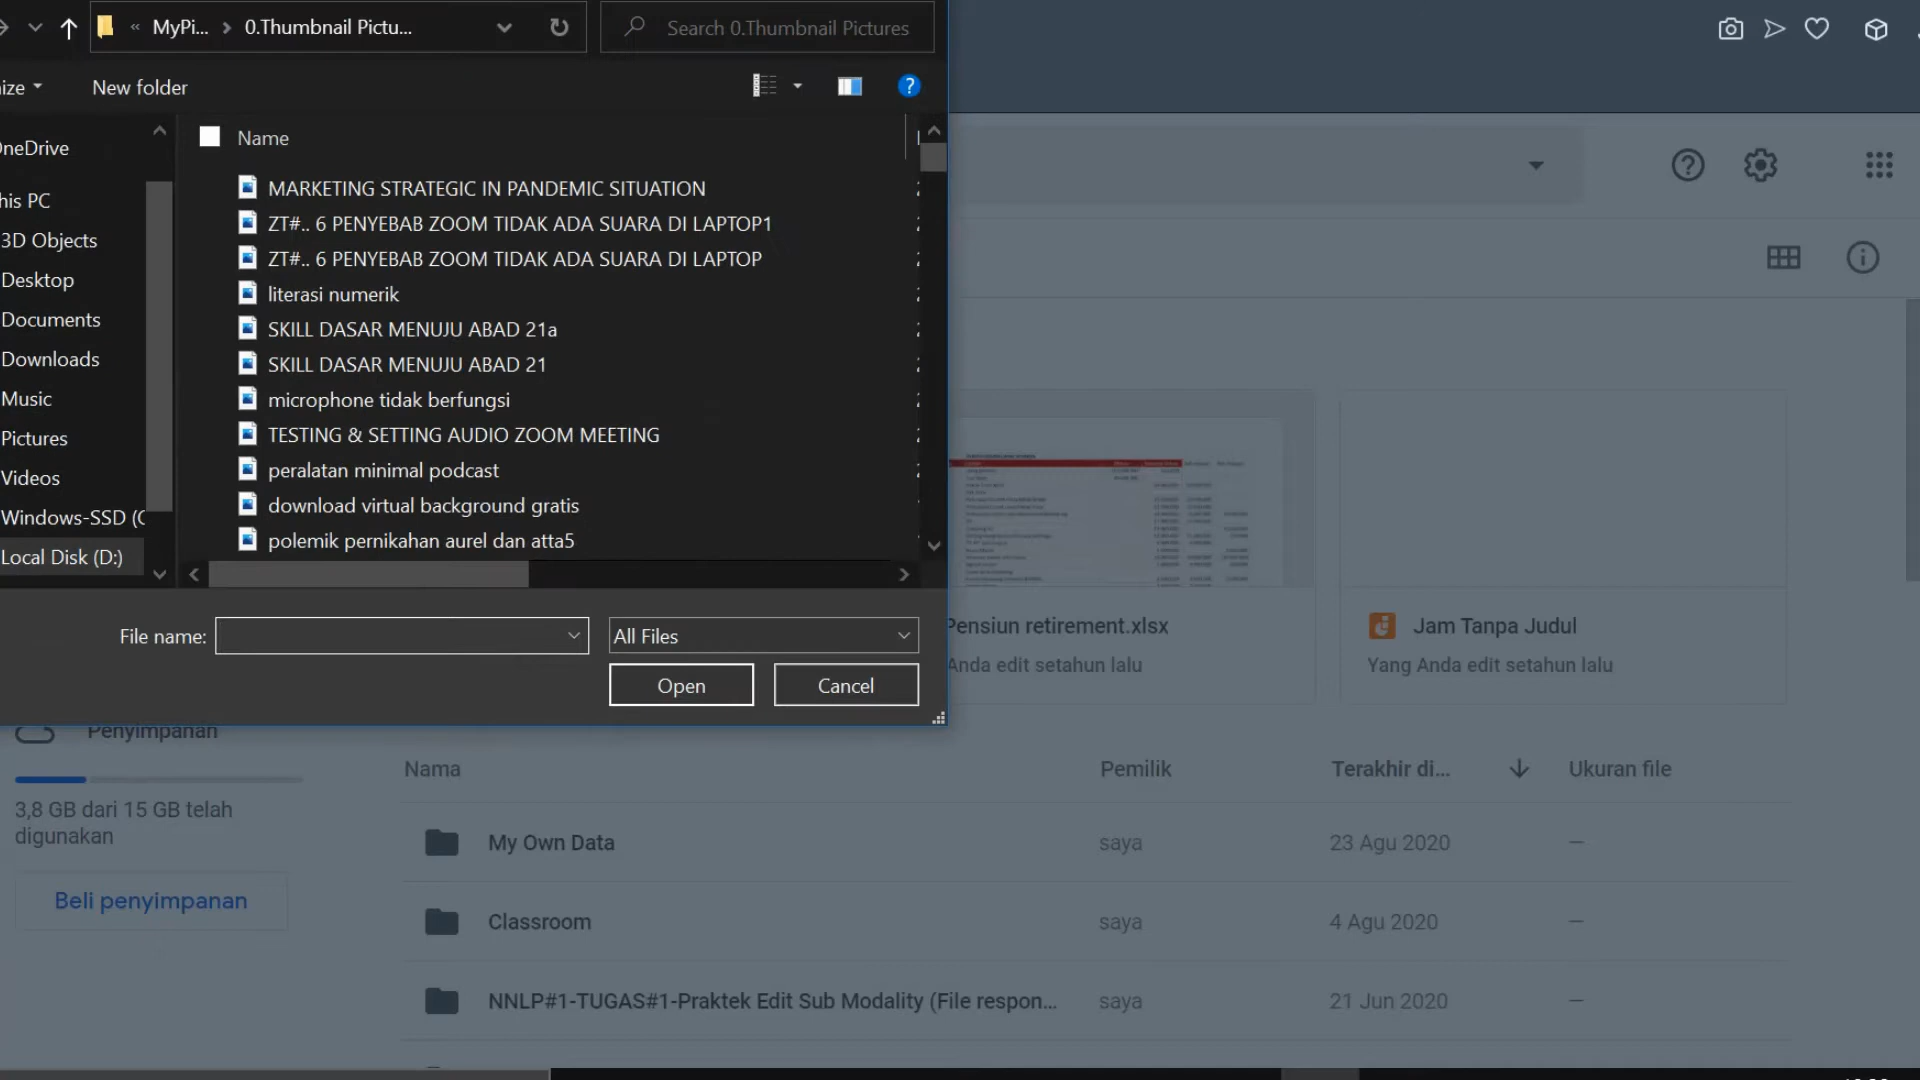 MyPi... 0.Thumbnail Pictu... Search 0.Thumbnail Pictures
ize New folder
Name
OneDrive
his PC
3D Objects
Desktop
Documents
Downloads
Music
Pictures
Videos
Windows-SSD (C
Local Disk (D:)
MARKETING STRATEGIC IN PANDEMIC SITUATION
ZT#.. 6 PENYEBAB ZOOM TIDAK ADA SUARA DI LAPTOP1
ZT#.. 6 PENYEBAB ZOOM TIDAK ADA SUARA DI LAPTOP
literasi numerik
SKILL DASAR MENUJU ABAD 21a
SKILL DASAR MENUJU ABAD 21
microphone tidak berfungsi
TESTING & SETTING AUDIO ZOOM MEETING
peralatan minimal podcast
download virtual background gratis
polemik pernikahan aurel dan atta5
File name: All Files
Open Cancel
Pensiun retirement.xlsx
Anda edit setahun lalu
Jam Tanpa Judul
Yang Anda edit setahun lalu
Penyimpanan
3,8 GB dari 15 GB telah
digunakan
Beli penyimpanan
Nama Pemilik Terakhir di... Ukuran file
My Own Data saya 23 Agu 2020 —
Classroom saya 4 Agu 2020 —
NNLP#1-TUGAS#1-Praktek Edit Sub Modality (File respon... saya 21 Jun 2020 —